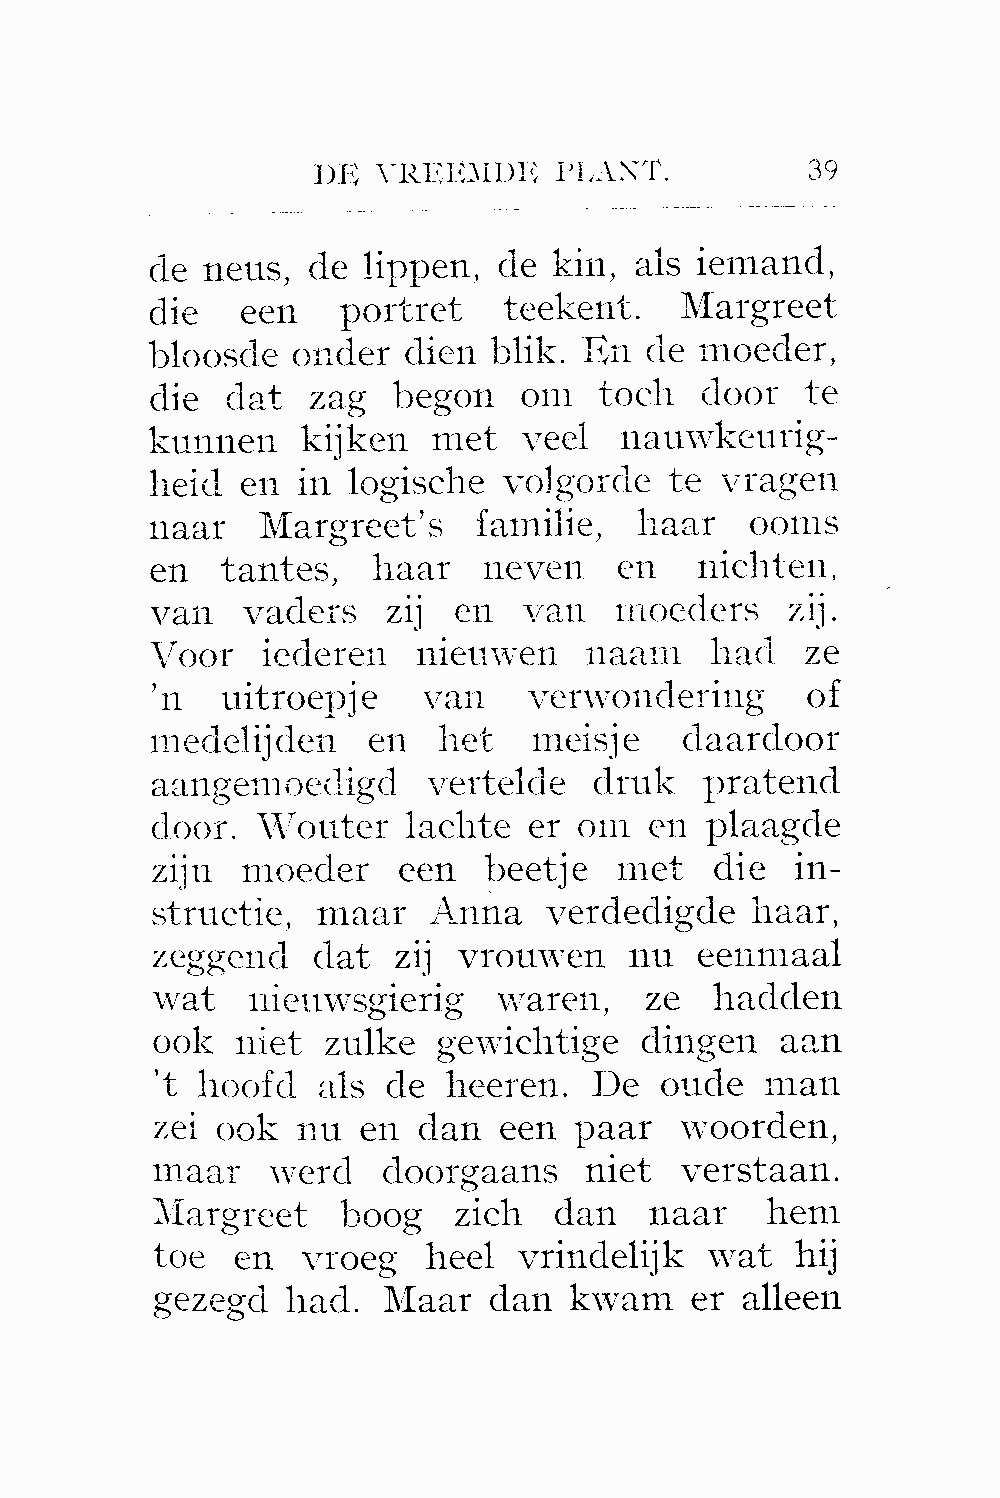 DE VREEMDE PLANT. 39
de neus, de lippen, de kin, als iemand,
die een portret teekent. Margreet
bloosde onder dien blik. En de moeder,
die dat zag begon om toch door te
kunnen kijken met veel nauwkeurig-
heid en in logische volgorde te vragen
naar Margreet's familie, haar ooms
en tantes, haar neven en nichten,
van vaders zij en van moeders zij.
Voor iederen nieuwen naam had ze
'n uitroepje van verwondering of
medelijden en het meisje daardoor
aangemoedigd vertelde druk pratend
door. Wouter lachte er om en plaagde
zijn moeder een beetje met die in-
structie, maar Anna verdedigde haar,
zeggend dat zij vrouwen nu eenmaal
wat nieuwsgierig waren, ze hadden
ook niet zulke gewichtige dingen aan
't hoofd als de heeren. De oude man
zei ook nu en dan een paar woorden,
maar werd doorgaans niet verstaan.
Margreet boog zich dan naar hem
toe en vroeg heel vrindelijk wat hij
gezegd had. Maar dan kwam er alleen